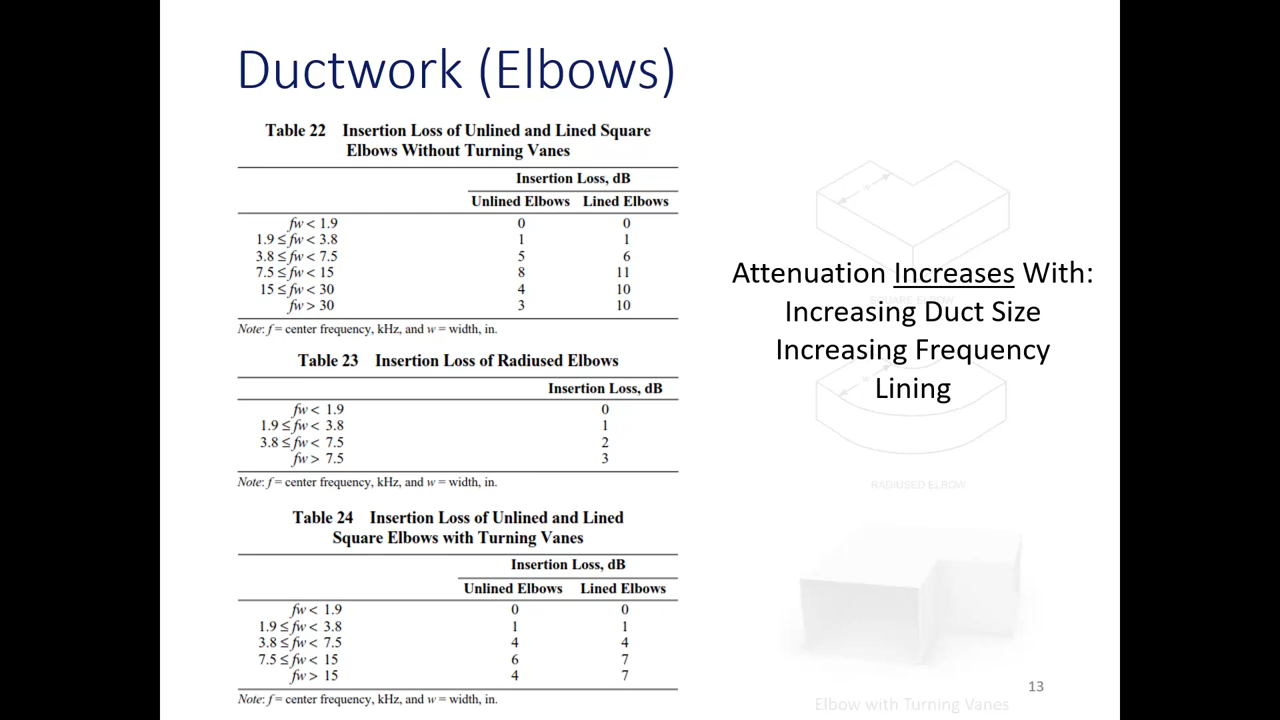 Ductwork (Elbows)
Table 22 Insertion Loss of Unlined and Lined Square
Elbows Without Turning Vanes
Insertion Loss, dB
Unlined Elbows Lined Elbows
fw < 1.9 0 0
1.9 ≤ fw < 3.8 1 1
3.8 ≤ fw < 7.5 5 6
7.5 ≤ fw < 15 8 11
15 ≤ fw < 30 4 10
fw > 30 3 10
Note: f = center frequency, kHz, and w = width, in.
Table 23 Insertion Loss of Radiused Elbows
Insertion Loss, dB
fw < 1.9 0
1.9 ≤ fw < 3.8 1
3.8 ≤ fw < 7.5 2
fw > 7.5 3
Note: f = center frequency, kHz, and w = width, in.
Table 24 Insertion Loss of Unlined and Lined
Square Elbows with Turning Vanes
Insertion Loss, dB
Unlined Elbows Lined Elbows
fw < 1.9 0 0
1.9 ≤ fw < 3.8 1 1
3.8 ≤ fw < 7.5 4 4
7.5 ≤ fw < 15 6 7
fw > 15 4 7
Note: f = center frequency, kHz, and w = width, in.
Attenuation Increases With:
SQUARE ELBOW
Increasing Duct Size
Increasing Frequency
Lining
RADIUSED ELBOW
Elbow with Turning Vanes
13